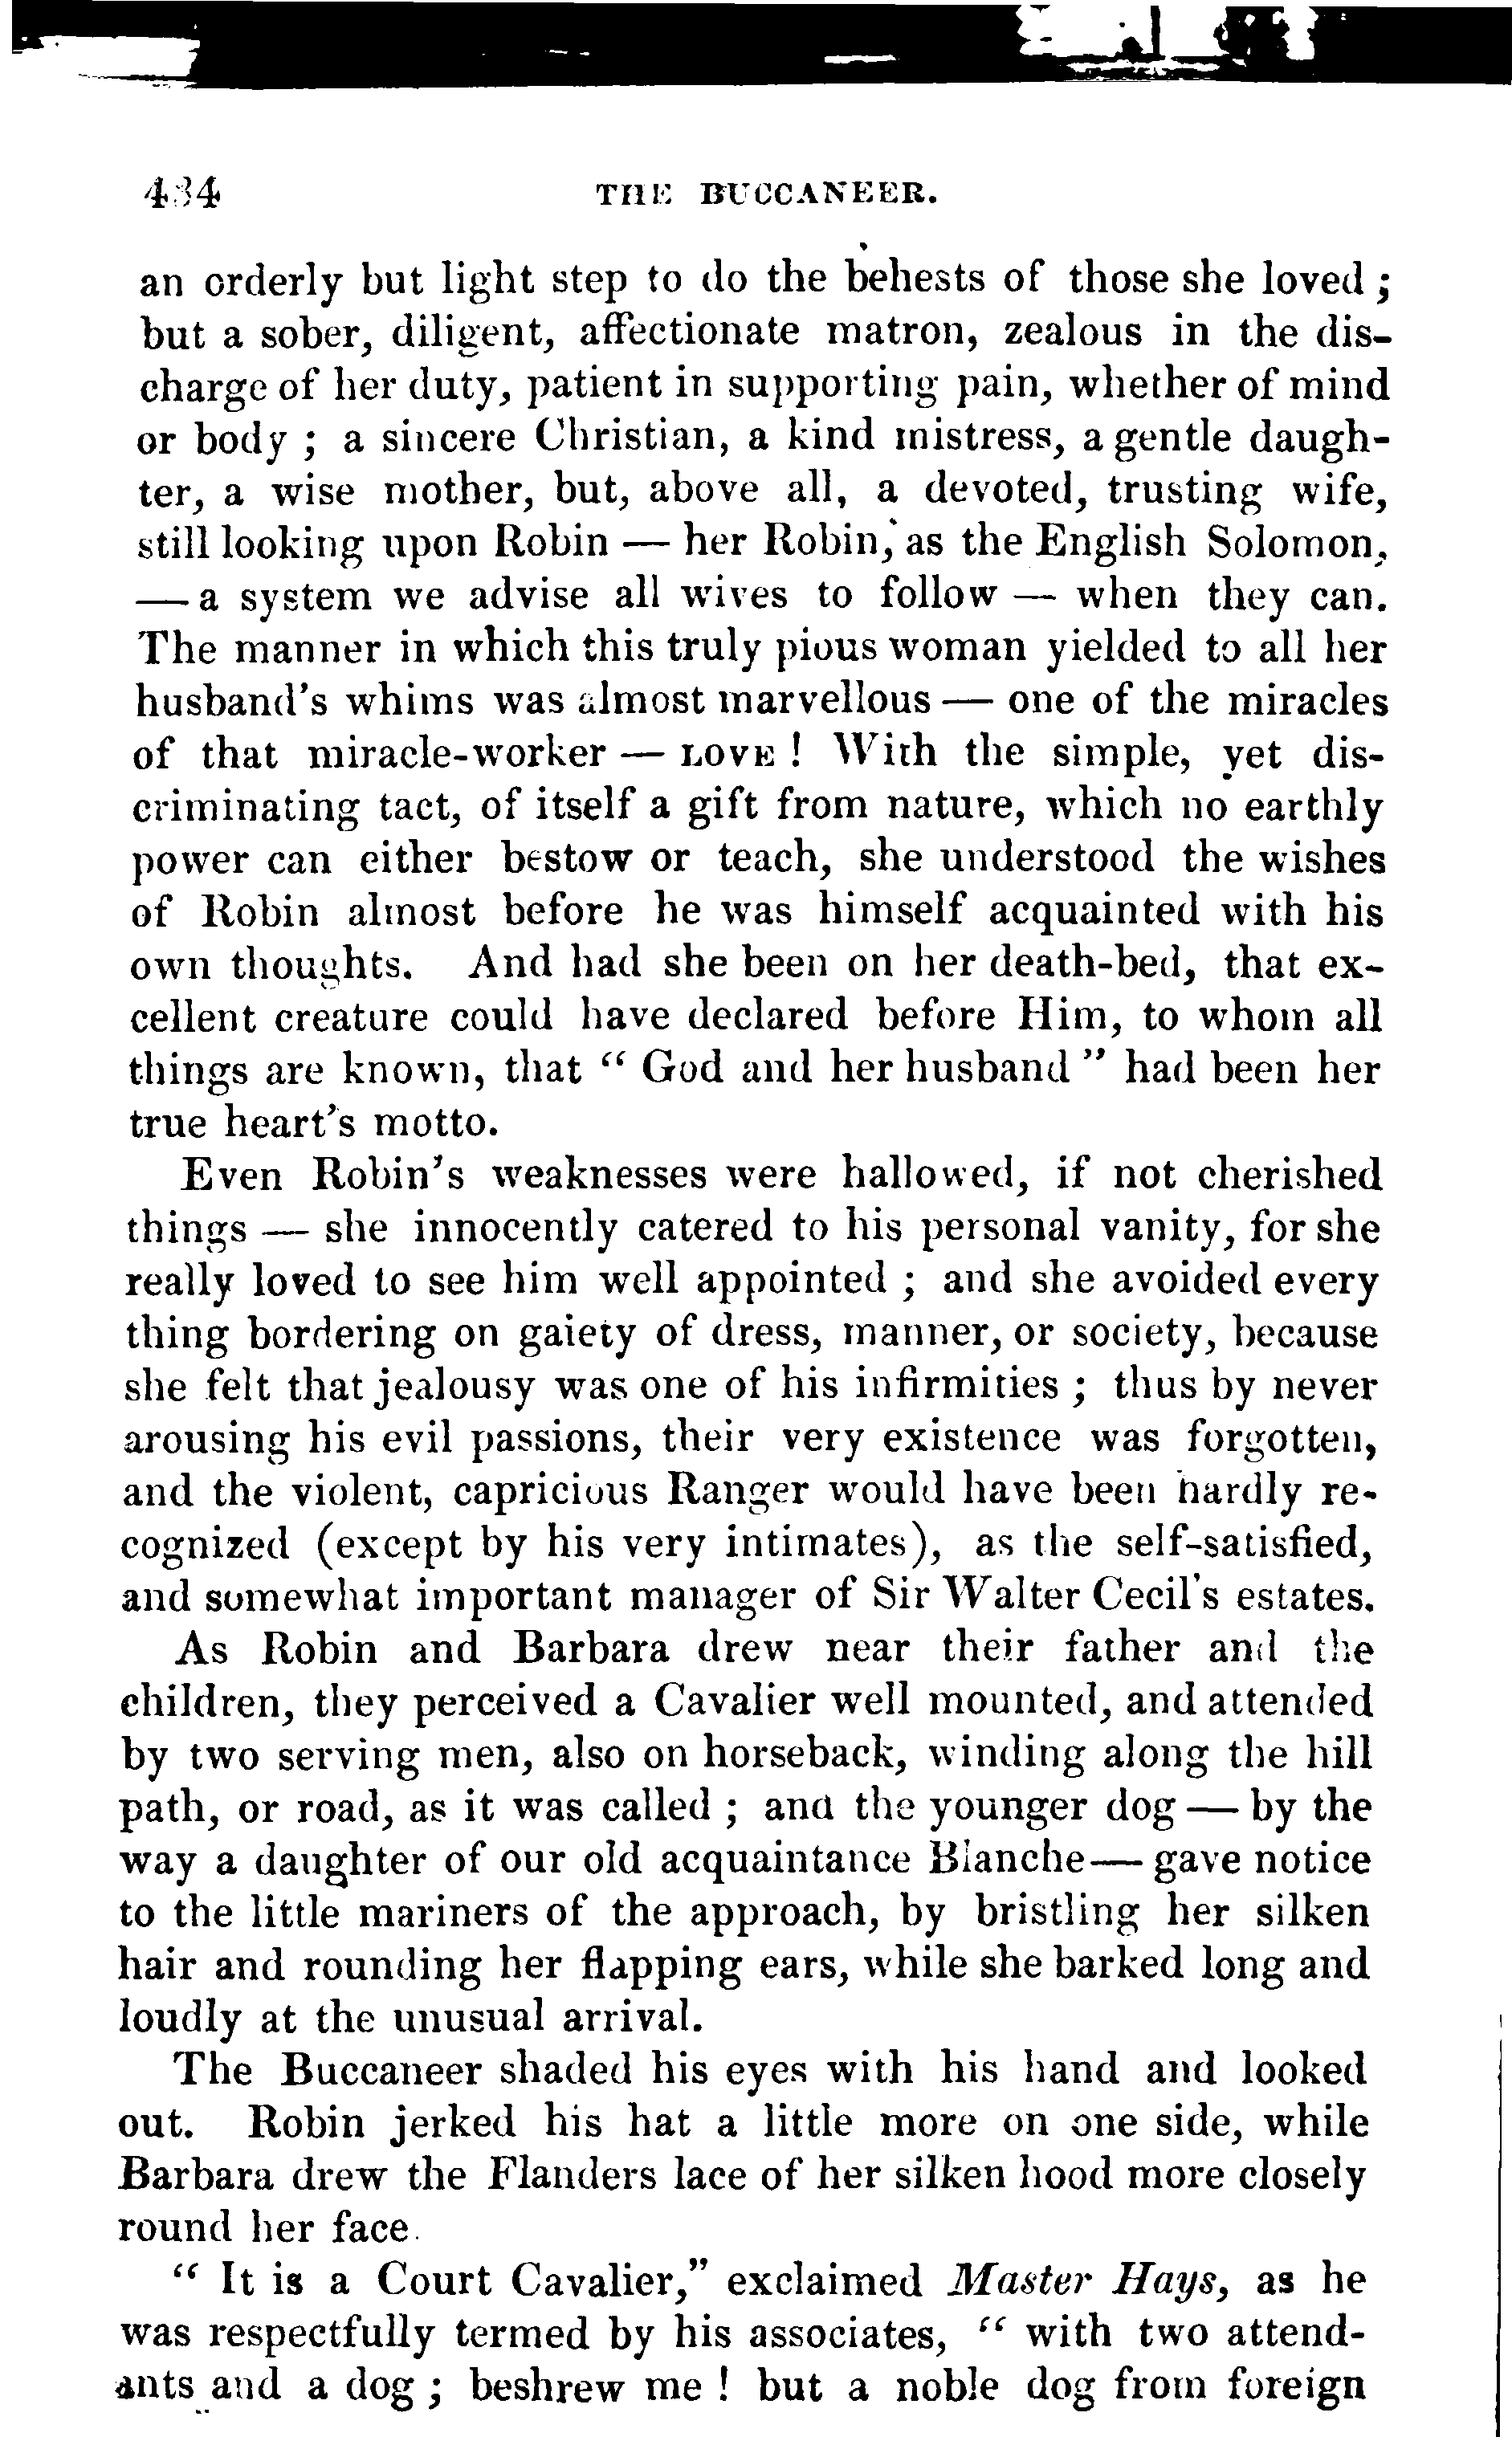 434 THE BUCCANEER.
an orderly but light step to do the behests of those she loved ;
but a sober, diligent, affectionate matron, zealous in the dis-
charge of her duty, patient in supporting pain, whether of mind
or body ; a sincere Christian, a kind mistress, a gentle daugh-
ter, a wise mother, but, above all, a devoted, trusting wife,
still looking upon Robin — her Robin, as the English Solomon,
— a system we advise all wives to follow — when they can.
The manner in which this truly pious woman yielded to all her
husband's whims was almost marvellous — one of the miracles
of that miracle-worker — LOVE ! With the simple, yet dis-
criminating tact, of itself a gift from nature, which no earthly
power can either bestow or teach, she understood the wishes
of Robin almost before he was himself acquainted with his
own thoughts. And had she been on her death-bed, that ex-
cellent creature could have declared before Him, to whom all
things are known, that “ God and her husband ” had been her
true heart's motto.
Even Robin's weaknesses were hallowed, if not cherished
things — she innocently catered to his personal vanity, for she
really loved to see him well appointed ; and she avoided every
thing bordering on gaiety of dress, manner, or society, because
she felt that jealousy was one of his infirmities ; thus by never
arousing his evil passions, their very existence was forgotten,
and the violent, capricious Ranger would have been hardly re-
cognized (except by his very intimates), as the self-satisfied,
and somewhat important manager of Sir Walter Cecil's estates.
As Robin and Barbara drew near their father and the
children, they perceived a Cavalier well mounted, and attended
by two serving men, also on horseback, winding along the hill
path, or road, as it was called ; and the younger dog — by the
way a daughter of our old acquaintance Blanche— gave notice
to the little mariners of the approach, by bristling her silken
hair and rounding her flapping ears, while she barked long and
loudly at the unusual arrival.
The Buccaneer shaded his eyes with his hand and looked
out. Robin jerked his hat a little more on one side, while
Barbara drew the Flanders lace of her silken hood more closely
round her face.
“ It is a Court Cavalier,” exclaimed Master Hays, as he
was respectfully termed by his associates, “ with two attend-
ants and a dog ; beshrew me ! but a noble dog from foreign